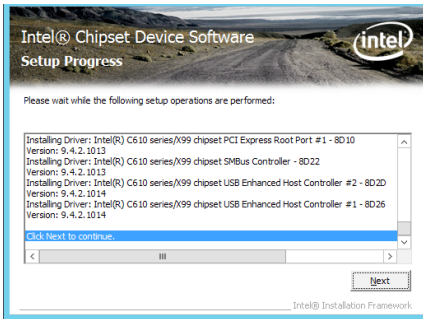 Intel® Chipset Device Software
Setup Progress
intel
Please wait while the following setup operations are performed:
Installing Driver: Intel(R) C610 series/X99 chipset PCI Express Root Port #1 - 8D10
Version: 9.4.2.1013
Installing Driver: Intel(R) C610 series/X99 chipset SMBus Controller - 8D22
Version: 9.4.2.1013
Installing Driver: Intel(R) C610 series/X99 chipset USB Enhanced Host Controller #2 - 8D2D
Version: 9.4.2.1014
Installing Driver: Intel(R) C610 series/X99 chipset USB Enhanced Host Controller #1 - 8D26
Version: 9.4.2.1014
Click Next to continue.
Next
Intel® Installation Framework